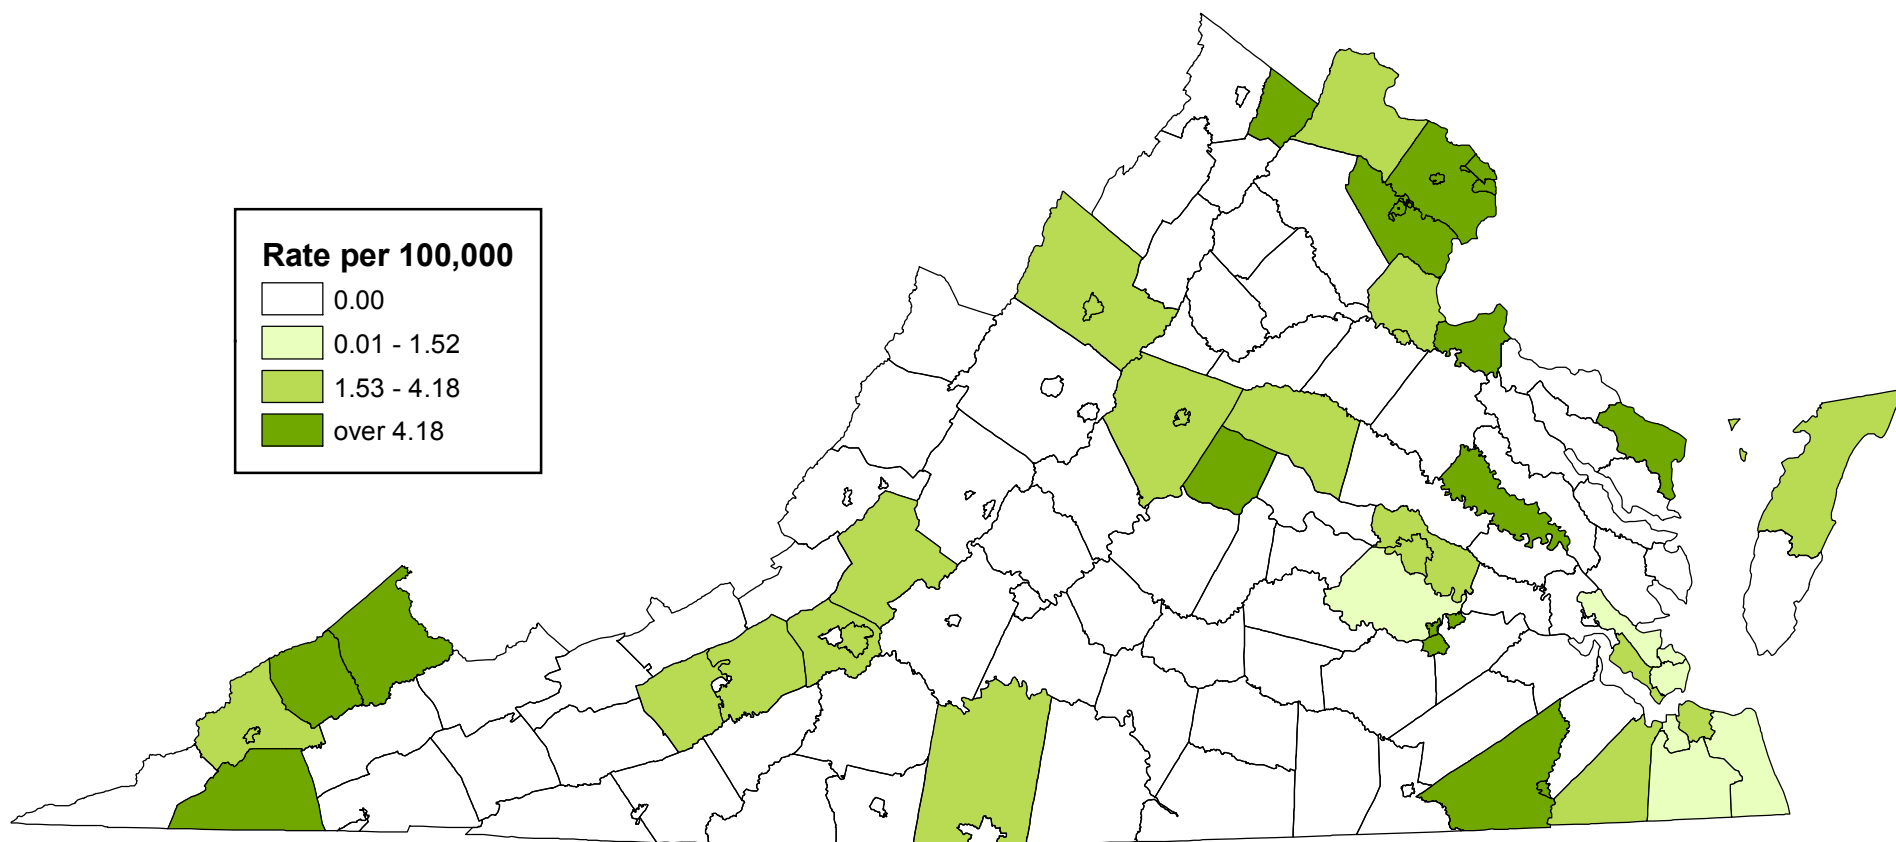 Rate per 100,000
0.00
0.01 - 1.52
1.53 - 4.18
over 4.18